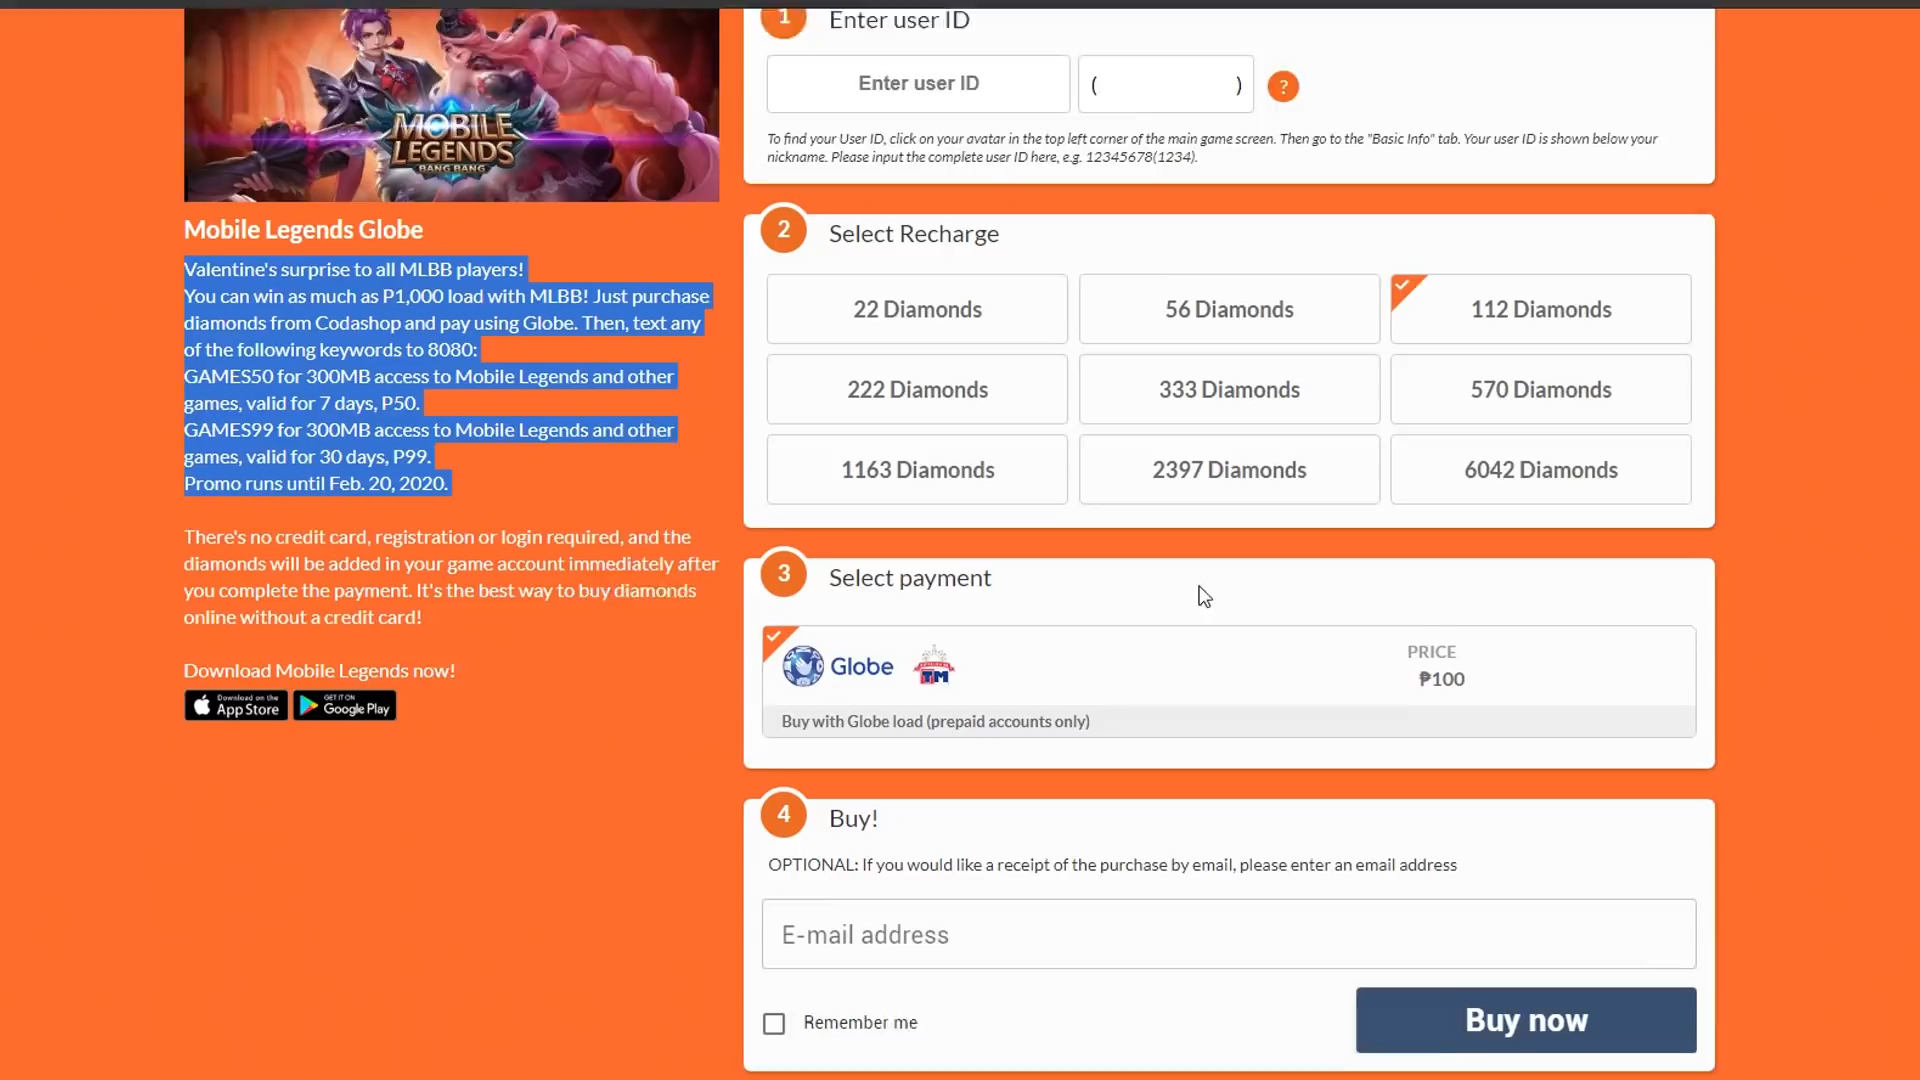 MOBILE
LEGENDS
BANG BANG
Mobile Legends Globe
Valentine's surprise to all MLBB players!
You can win as much as P1,000 load with MLBB! Just purchase
diamonds from Codashop and pay using Globe. Then, text any
of the following keywords to 8080:
GAMES50 for 300MB access to Mobile Legends and other
games, valid for 7 days, P50.
GAMES99 for 300MB access to Mobile Legends and other
games, valid for 30 days, P99.
Promo runs until Feb. 20, 2020.
There's no credit card, registration or login required, and the
diamonds will be added in your game account immediately after
you complete the payment. It's the best way to buy diamonds
online without a credit card!
Download Mobile Legends now!
Download on the
App Store
GET IT ON
Google Play
1 Enter user ID
Enter user ID ( ) ?
To find your User ID, click on your avatar in the top left corner of the main game screen. Then go to the "Basic Info" tab. Your user ID is shown below your
nickname. Please input the complete user ID here, e.g. 12345678(1234).
2 Select Recharge
22 Diamonds 56 Diamonds 112 Diamonds
222 Diamonds 333 Diamonds 570 Diamonds
1163 Diamonds 2397 Diamonds 6042 Diamonds
3 Select payment
Globe TM
PRICE
₱100
Buy with Globe load (prepaid accounts only)
4 Buy!
OPTIONAL: If you would like a receipt of the purchase by email, please enter an email address
E-mail address
Remember me
Buy now